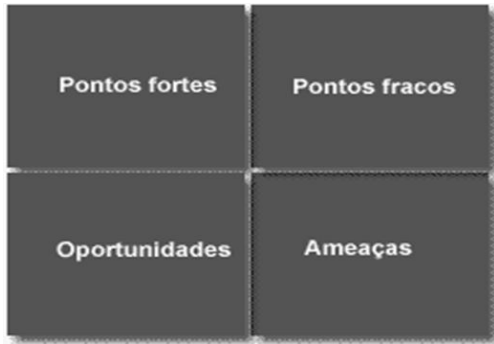 Pontos fortes
Pontos fracos
Oportunidades
Ameaças